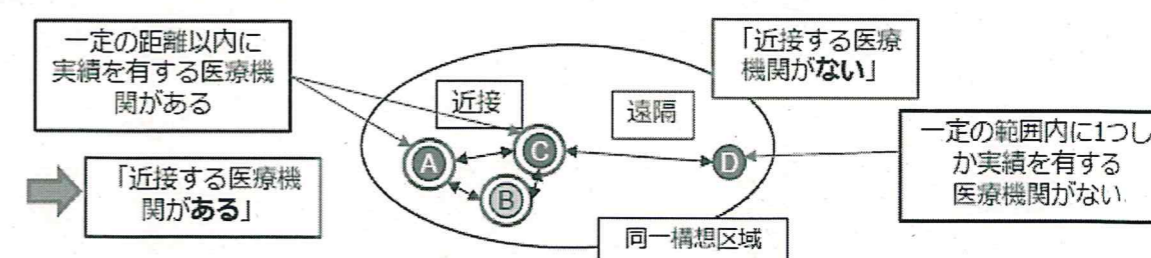 一定の距離以内に
実績を有する医療機
関がある
「近接する医療機
関がある」
近接
遠隔
A
B
C
D
同一構想区域
「近接する医療
機関がない」
一定の範囲内に1つし
か実績を有する
医療機関がない